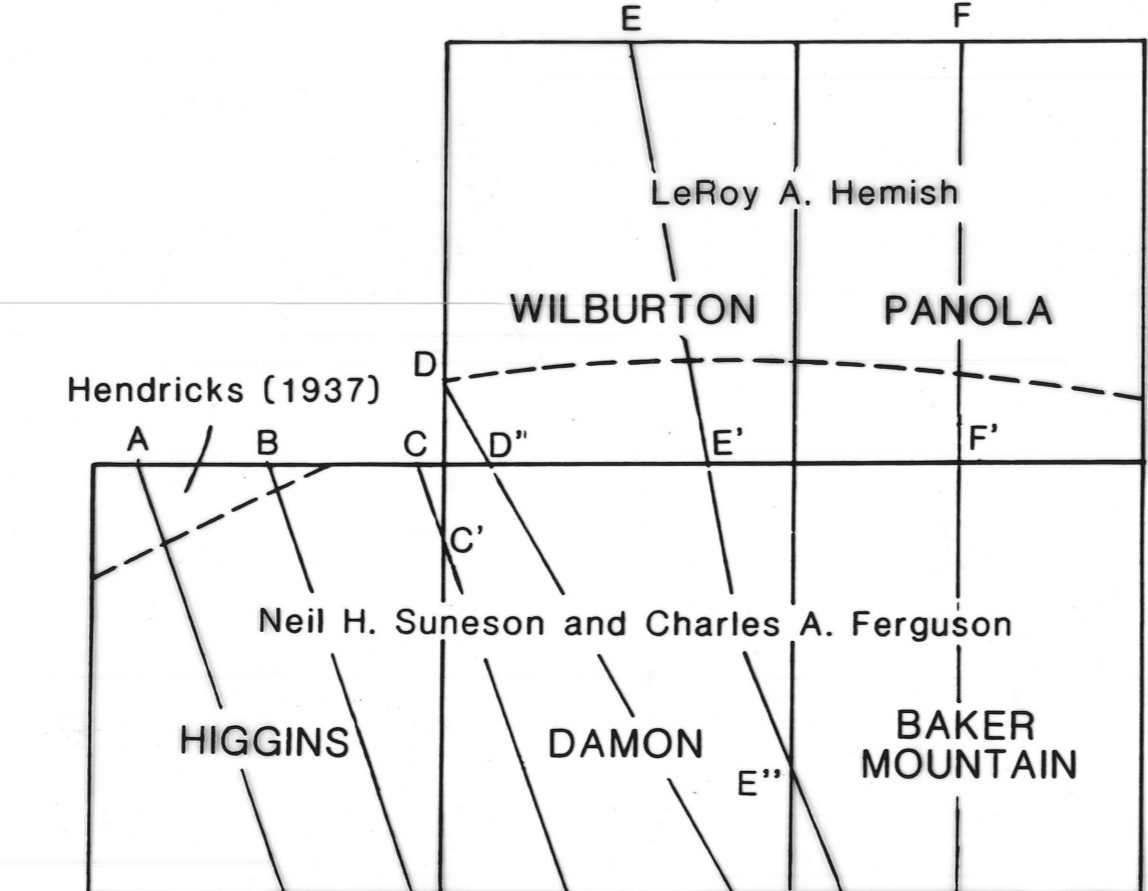 E F
LeRoy A. Hemish
WILBURTON PANOLA
D
Hendricks (1937)
A B C D" E' F'
C'
Neil H. Suneson and Charles A. Ferguson
HIGGINS DAMON BAKER
MOUNTAIN
E"